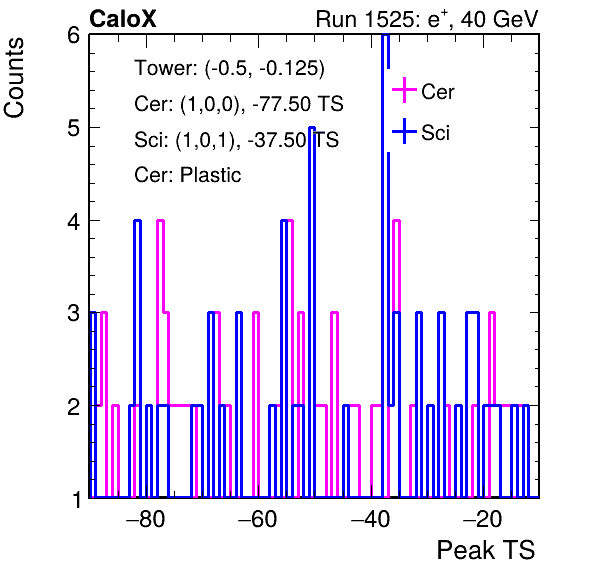 CaloX Run 1525: e⁺, 40 GeV
Counts
Tower: (-0.5, -0.125)
Cer: (1,0,0), -77.50 TS
Sci: (1,0,1), -37.50 TS
Cer: Plastic
Cer
Sci
6
5
4
3
2
1
−80 −60 −40 −20
Peak TS